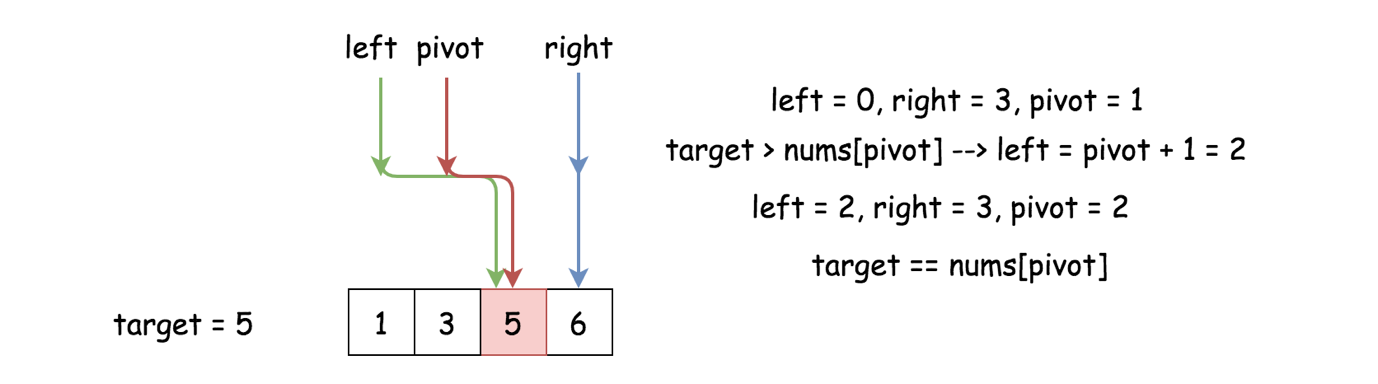 left pivot right
left = 0, right = 3, pivot = 1
target > nums[pivot] --> left = pivot + 1 = 2
left = 2, right = 3, pivot = 2
target == nums[pivot]
target = 5 1 3 5 6